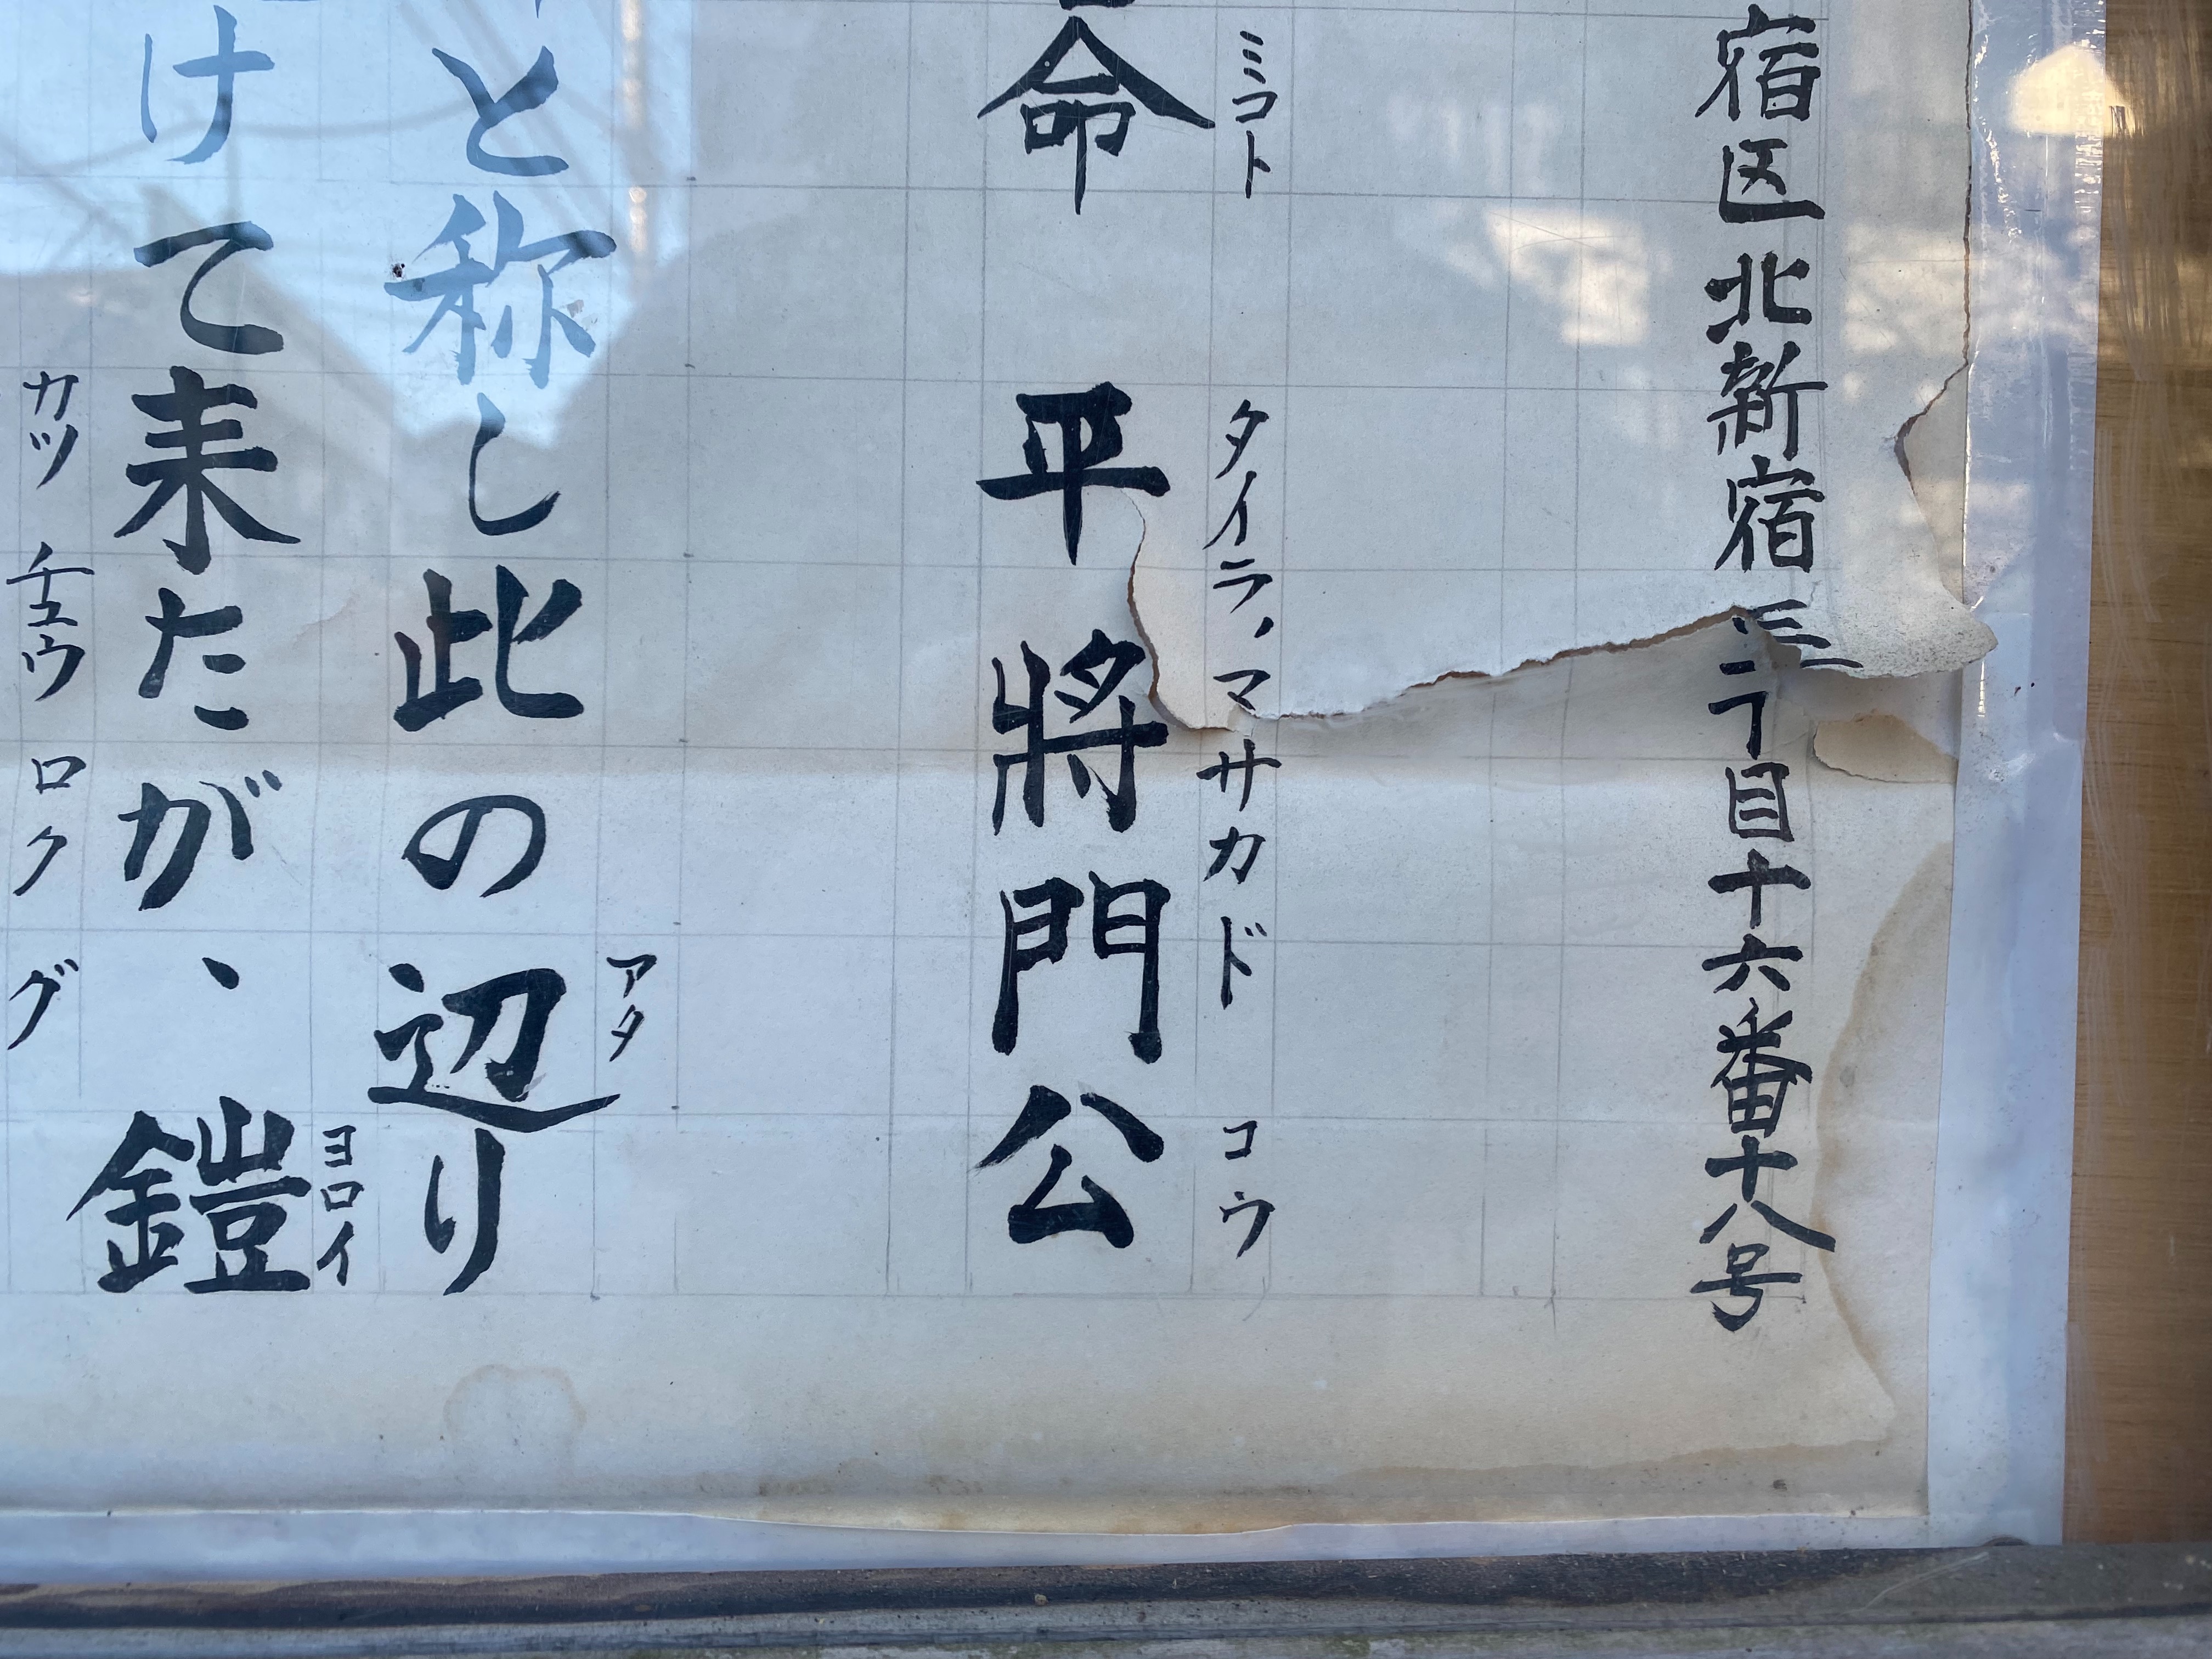 宿区北新宿三丁目十六番十八号
ミコト タイラノマサカド コウ
命 平將門公
アタ
と称し此の辺り
ヨロイ
けて来たが、鎧
カッチュウロクグ